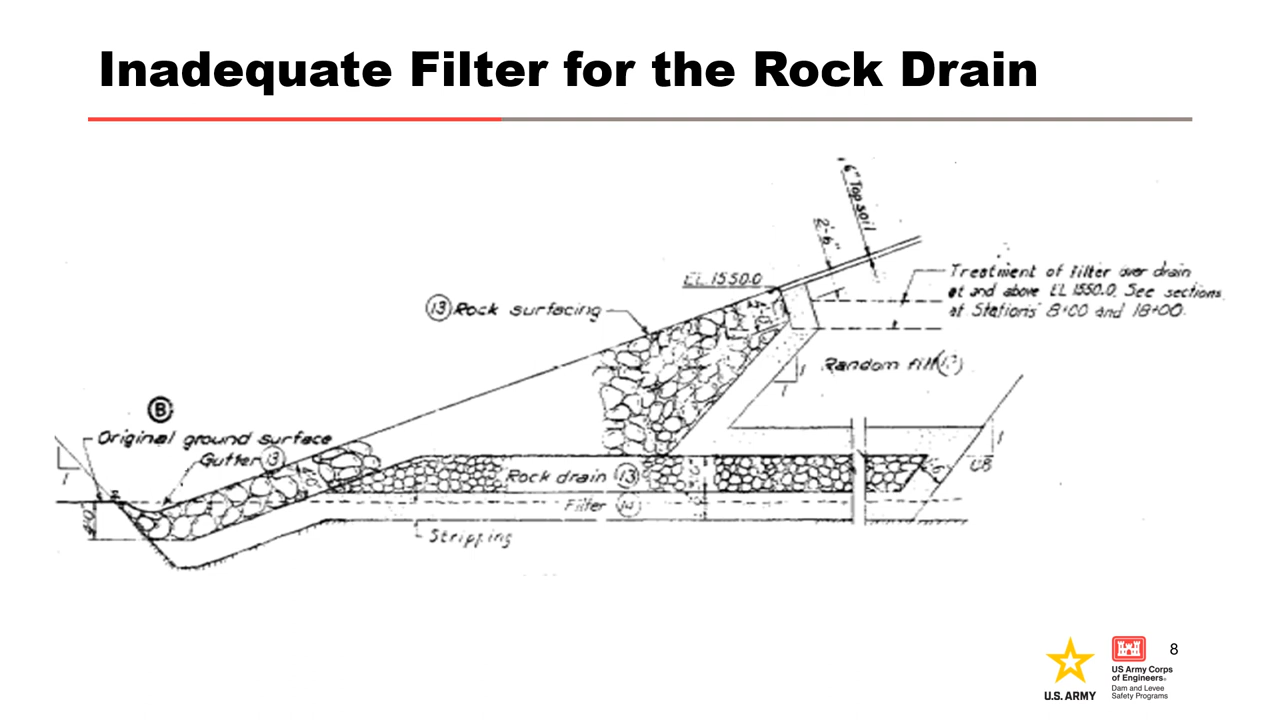 Inadequate Filter for the Rock Drain
6" Top soil
2'-6"
EL. 1550.0
Treatment of filter over drain
at and above EL 1550.0. See sections
at Stations 8+00 and 18+00.
13 Rock surfacing
Random fill
1
1
B
Original ground surface
Gutter 13
1
1
Rock drain 13
Filter 14
Stripping
8
U.S. ARMY
US Army Corps
of Engineers®
Dam and Levee
Safety Programs